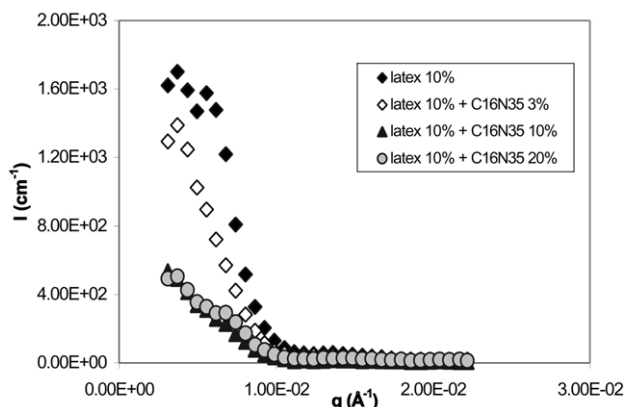 2.00E+03
1.60E+03
1.20E+03
8.00E+02
4.00E+02
0.00E+00
I (cm⁻¹)
latex 10%
latex 10% + C16N35 3%
latex 10% + C16N35 10%
latex 10% + C16N35 20%
0.00E+00 1.00E-02 2.00E-02 3.00E-02
q (Å⁻¹)